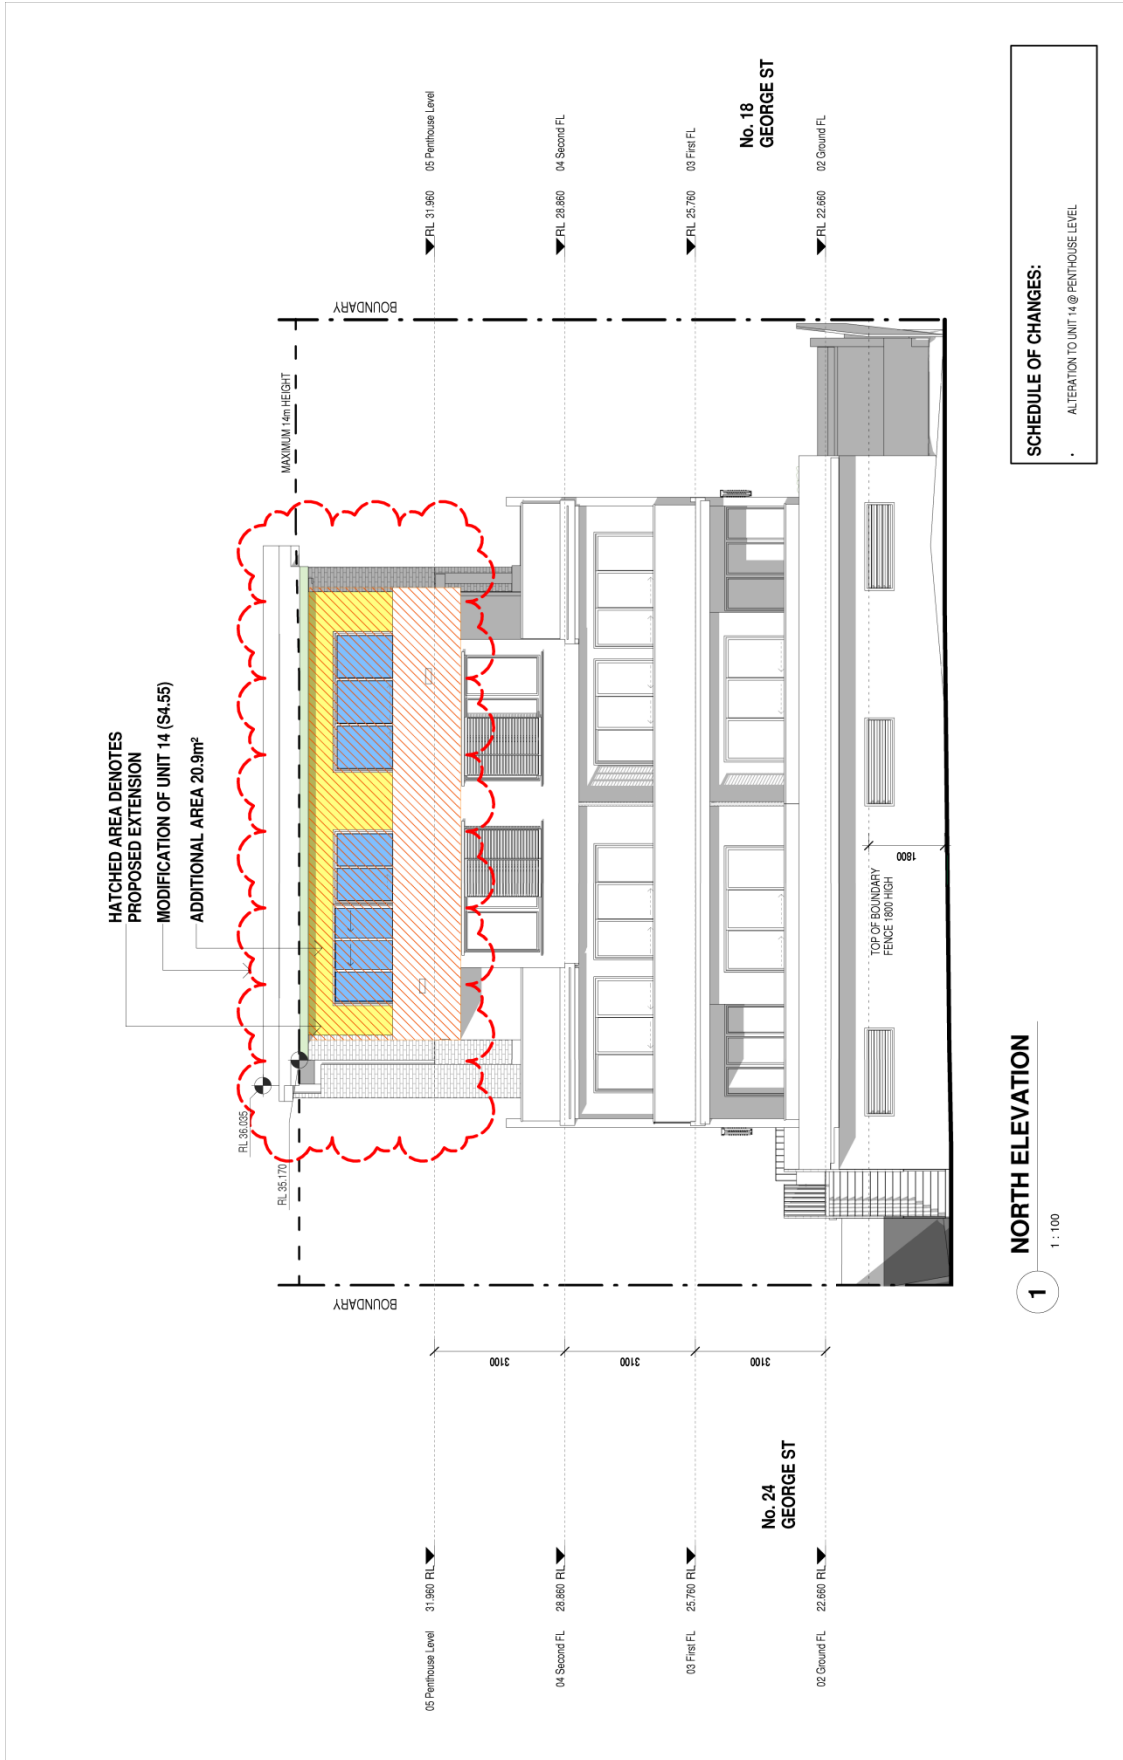 HATCHED AREA DENOTES
PROPOSED EXTENSION
MODIFICATION OF UNIT 14 (S4.55)
ADDITIONAL AREA 20.9m²
RL 36.035
RL 35.170
MAXIMUM 14m HEIGHT
BOUNDARY
BOUNDARY
05 Penthouse Level 31.960 RL
RL 31.960 05 Penthouse Level
3100
04 Second FL 28.860 RL
RL 28.860 04 Second FL
3100
03 First FL 25.760 RL
RL 25.760 03 First FL
3100
02 Ground FL 22.660 RL
RL 22.660 02 Ground FL
No. 24
GEORGE ST
No. 18
GEORGE ST
TOP OF BOUNDARY
FENCE 1800 HIGH
1800
1
NORTH ELEVATION
1 : 100
SCHEDULE OF CHANGES:
. ALTERATION TO UNIT 14 @ PENTHOUSE LEVEL